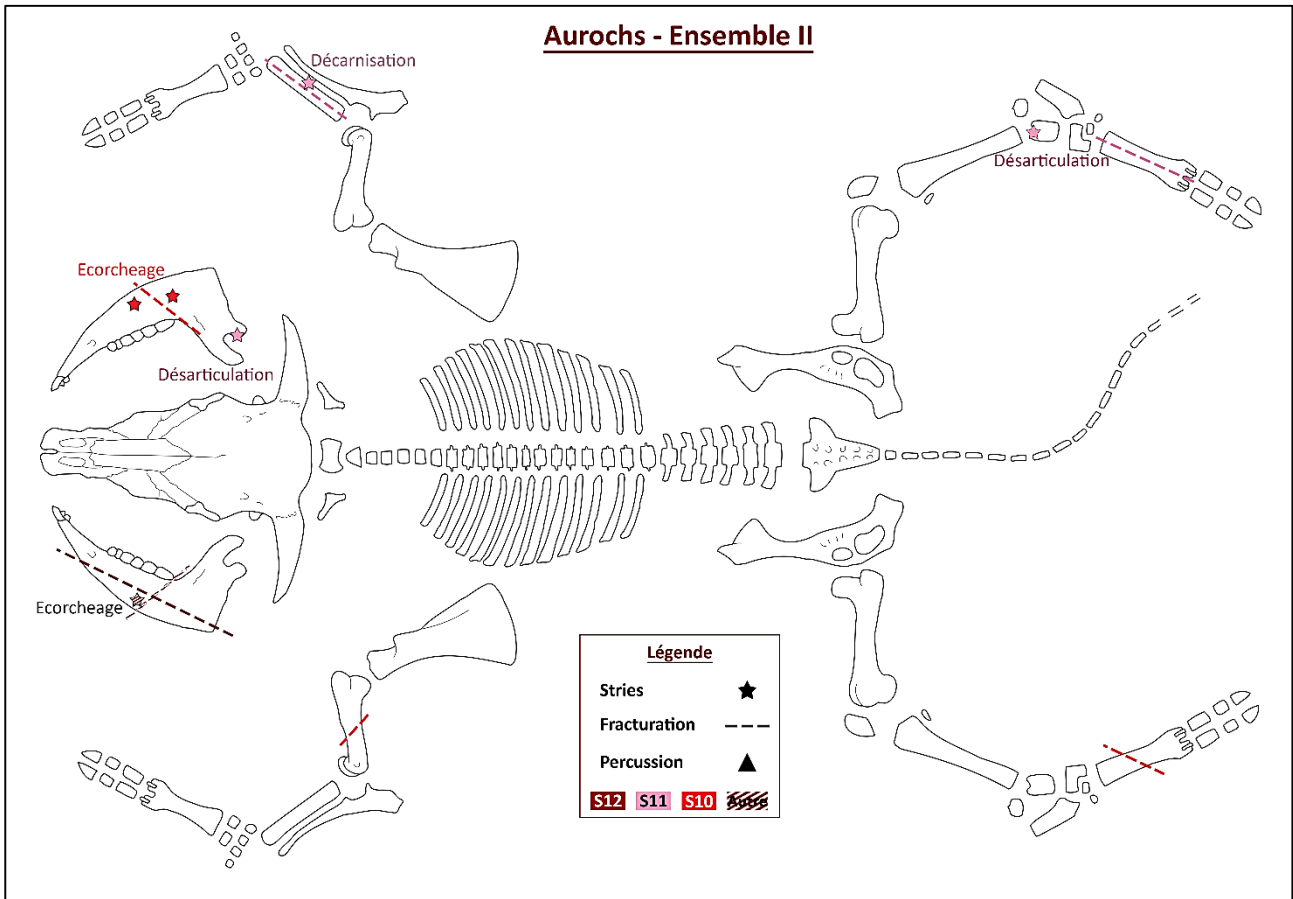 Aurochs - Ensemble II
Décarnisation
Désarticulation
Ecorcheage
Désarticulation
Ecorcheage
Légende
Stries
Fracturation
Percussion
S12 S11 S10 Autre